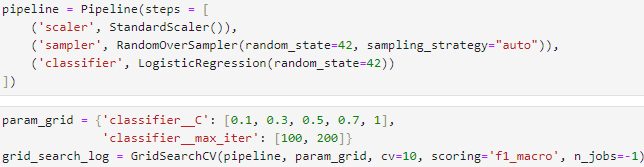 pipeline = Pipeline(steps = [
    ('scaler', StandardScaler()),
    ('sampler', RandomOverSampler(random_state=42, sampling_strategy="auto")),
    ('classifier', LogisticRegression(random_state=42))
])
param_grid = {'classifier__C': [0.1, 0.3, 0.5, 0.7, 1],
              'classifier__max_iter': [100, 200]}
grid_search_log = GridSearchCV(pipeline, param_grid, cv=10, scoring='f1_macro', n_jobs=-1)